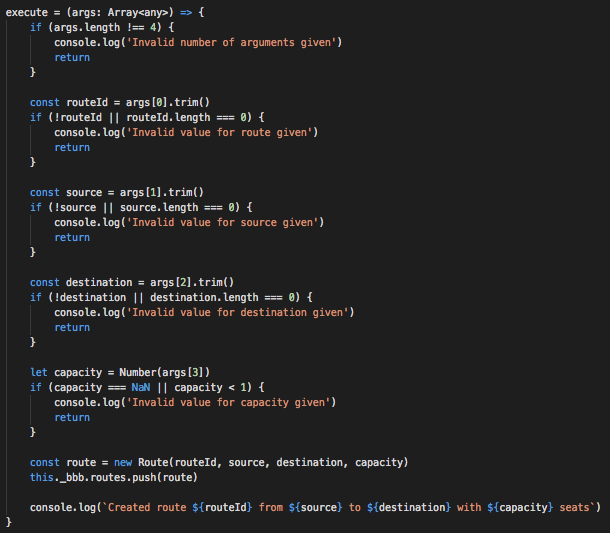 execute = (args: Array<any>) => {
    if (args.length !== 4) {
        console.log('Invalid number of arguments given')
        return
    }

    const routeId = args[0].trim()
    if (!routeId || routeId.length === 0) {
        console.log('Invalid value for route given')
        return
    }

    const source = args[1].trim()
    if (!source || source.length === 0) {
        console.log('Invalid value for source given')
        return
    }

    const destination = args[2].trim()
    if (!destination || destination.length === 0) {
        console.log('Invalid value for destination given')
        return
    }

    let capacity = Number(args[3])
    if (capacity === NaN || capacity < 1) {
        console.log('Invalid value for capacity given')
        return
    }

    const route = new Route(routeId, source, destination, capacity)
    this._bbb.routes.push(route)

    console.log(`Created route ${routeId} from ${source} to ${destination} with ${capacity} seats`)
}